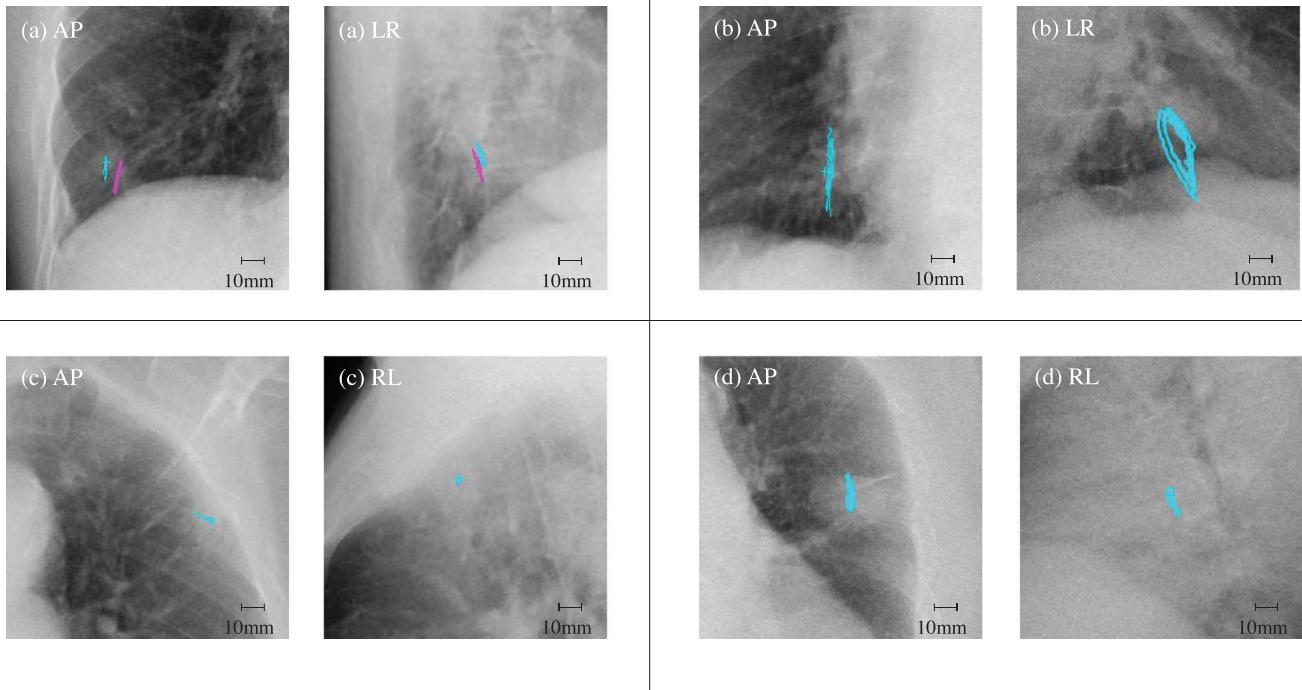 (a) AP
10mm
(a) LR
10mm
(b) AP
10mm
(b) LR
10mm
(c) AP
10mm
(c) RL
10mm
(d) AP
10mm
(d) RL
10mm